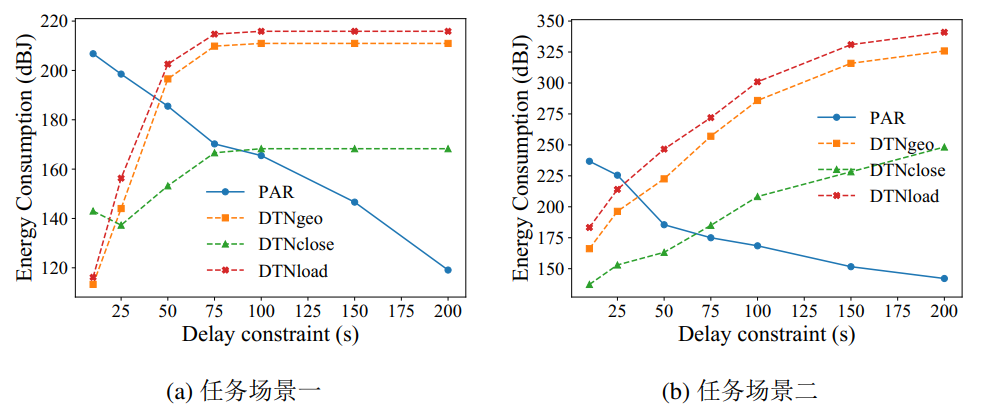 220
200
180
160
140
120
Energy Consumption (dBJ)
PAR
DTNgeo
DTNclose
DTNload
25 50 75 100 125 150 175 200
Delay constraint (s)
(a) 任务场景一
350
325
300
275
250
225
200
175
150
Energy Consumption (dBJ)
PAR
DTNgeo
DTNclose
DTNload
25 50 75 100 125 150 175 200
Delay constraint (s)
(b) 任务场景二